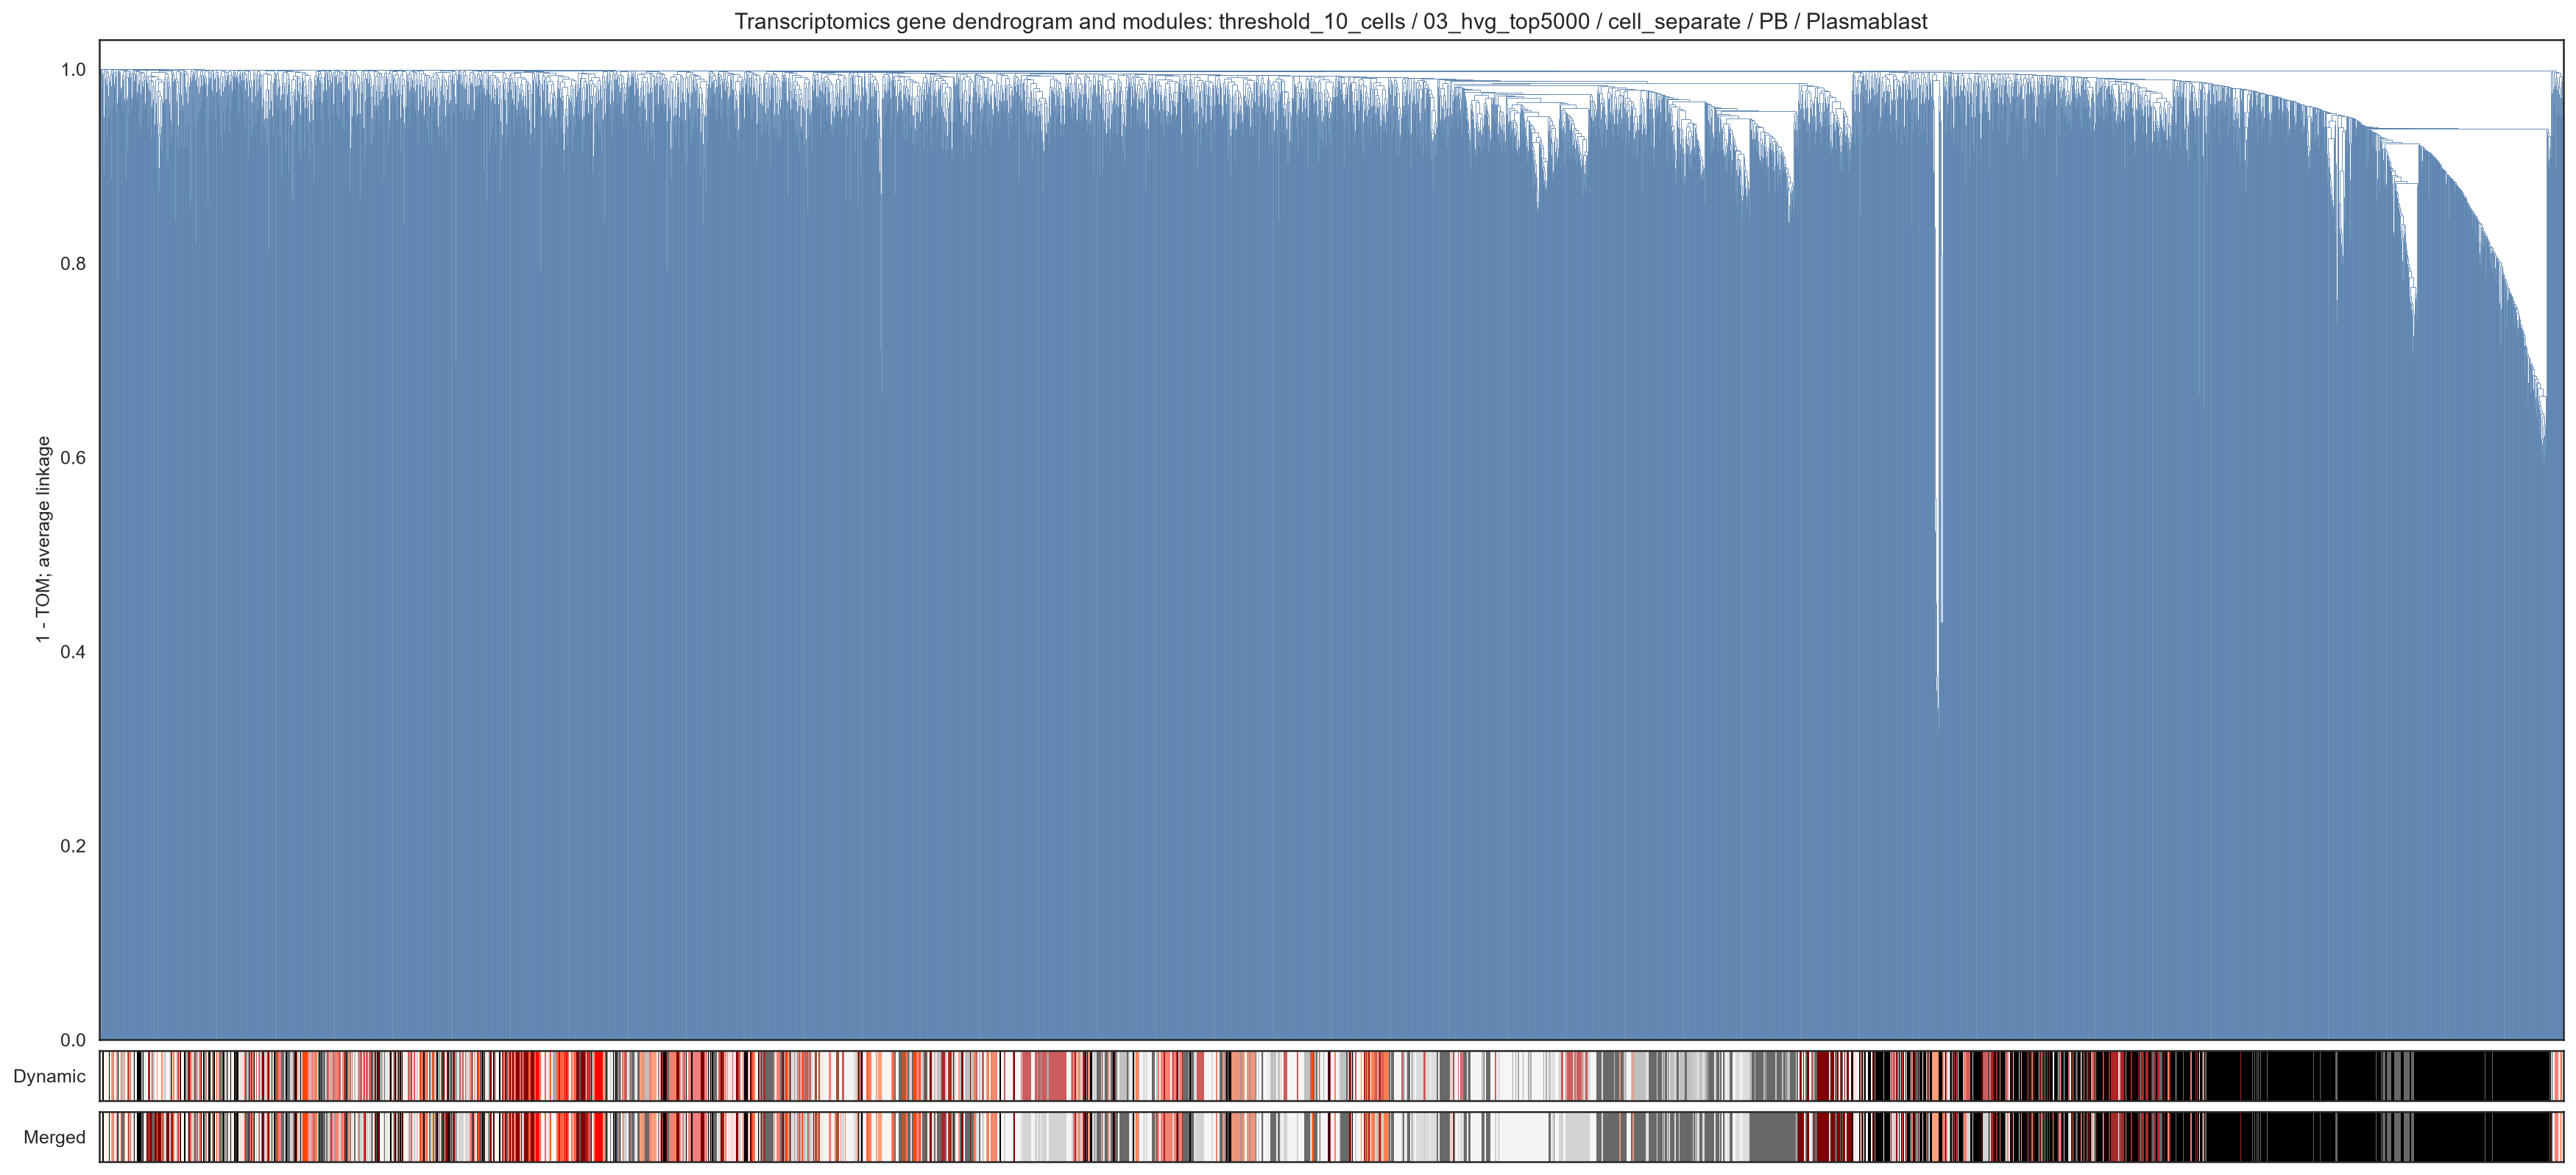 Transcriptomics gene dendrogram and modules: threshold_10_cells / 03_hvg_top5000 / cell_separate / PB / Plasmablast
1.0
0.8
0.6
0.4
0.2
0.0
1 - TOM; average linkage
Dynamic
Merged